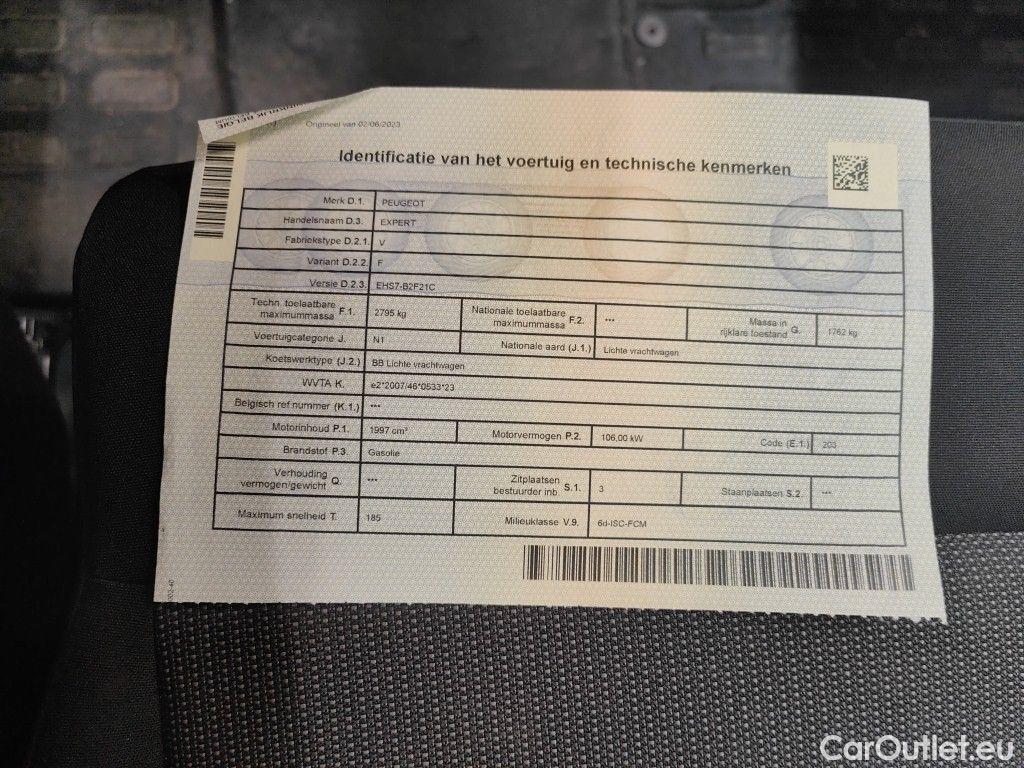 KRIJK BELGIE
Origineel van 02/06/2023
Identificatie van het voertuig en technische kenmerken
Merk D.1. PEUGEOT
Handelsnaam D.3. EXPERT
Fabriekstype D.2.1. V
Variant D.2.2. F
Versie D.2.3. EHS7-B2F21C
Techn. toelaatbare maximummassa F.1. 2795 kg Nationale toelaatbare maximummassa F.2. *** Massa in rijklare toestand G. 1762 kg
Voertuigcategorie J. N1 Nationale aard (J.1.) Lichte vrachtwagen
Koetswerktype (J.2.) BB Lichte vrachtwagen
WVTA K. e2*2007/46*0533*23
Belgisch ref nummer (K.1.) ***
Motorinhoud P.1. 1997 cm³ Motorvermogen P.2. 106,00 kW Code (E.1.) 203
Brandstof P.3. Gasolie
Verhouding vermogen/gewicht Q. *** Zitplaatsen bestuurder inb. S.1. 3 Staanplaatsen S.2. ***
Maximum snelheid T. 185 Milieuklasse V.9. 6d-ISC-FCM
CarOutlet.eu